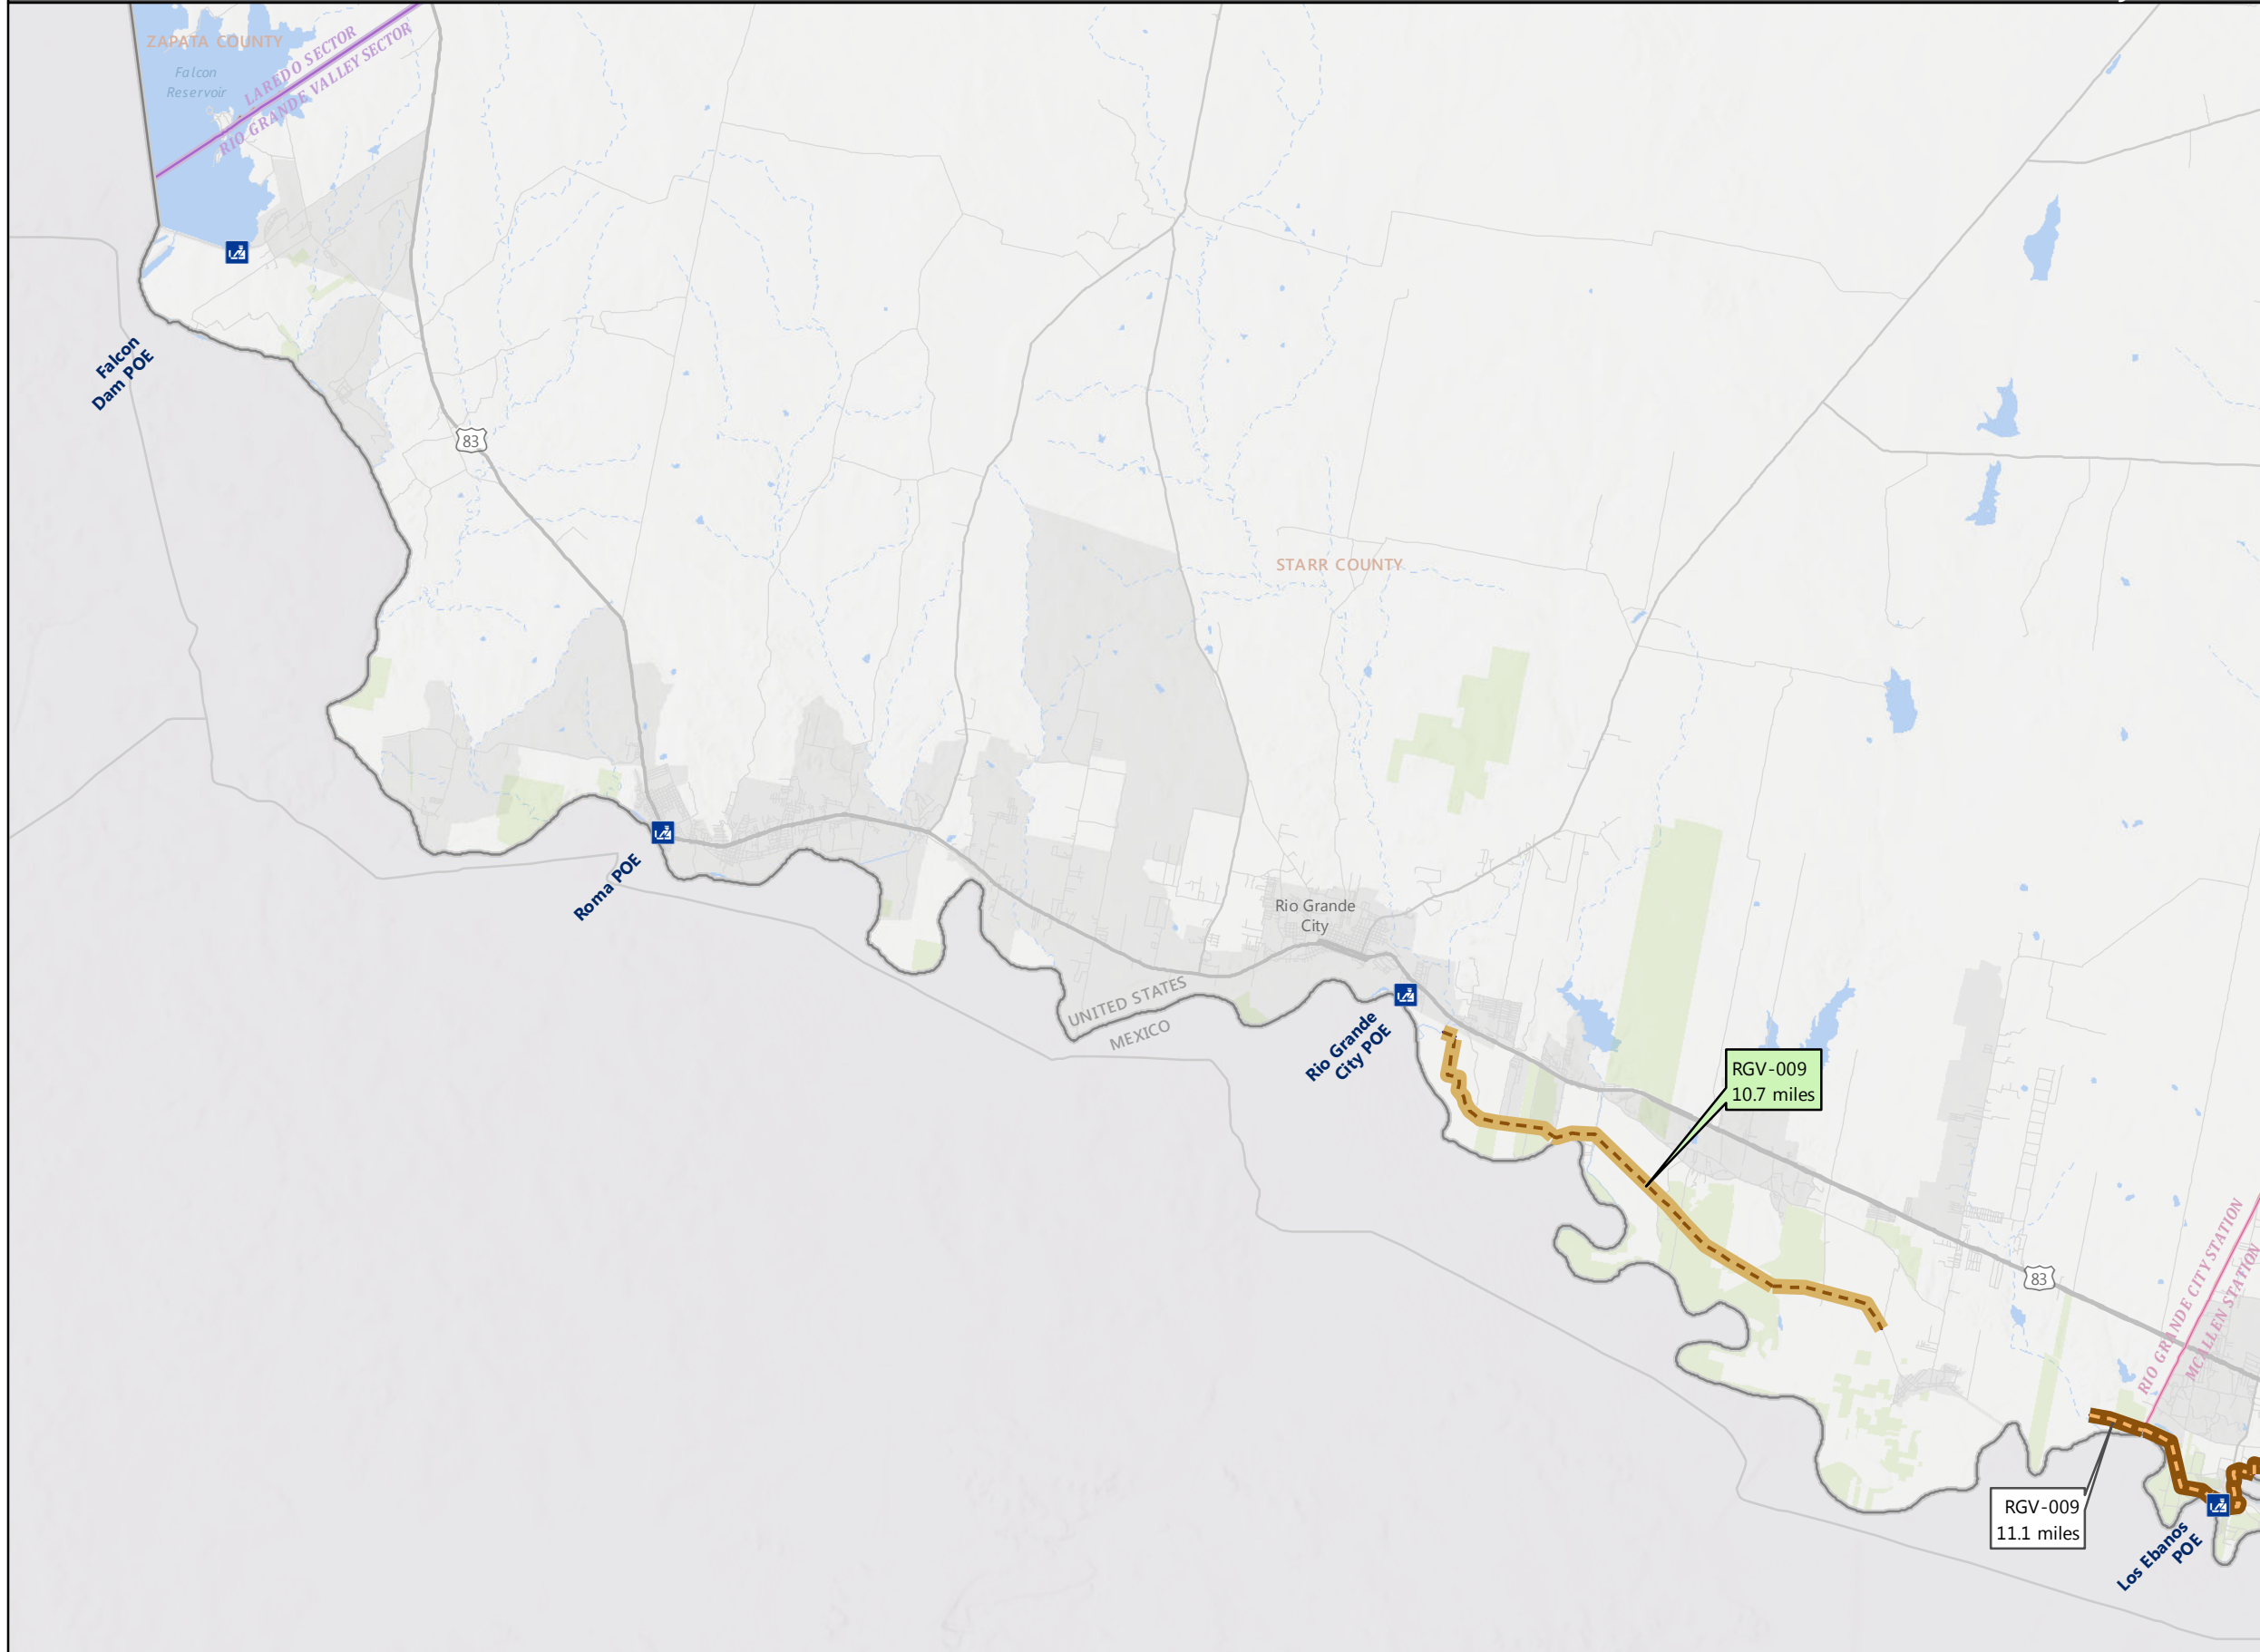 ZAPATA COUNTY
Falcon
Reservoir
LAREDO SECTOR
RIO GRANDE VALLEY SECTOR
Falcon
Dam POE
83
STARR COUNTY
Roma POE
Rio Grande
City
UNITED STATES
MEXICO
Rio Grande
City POE
RGV-009
10.7 miles
83
RIO GRANDE CITY STATION
MCALLEN STATION
RGV-009
11.1 miles
Los Ebanos
POE